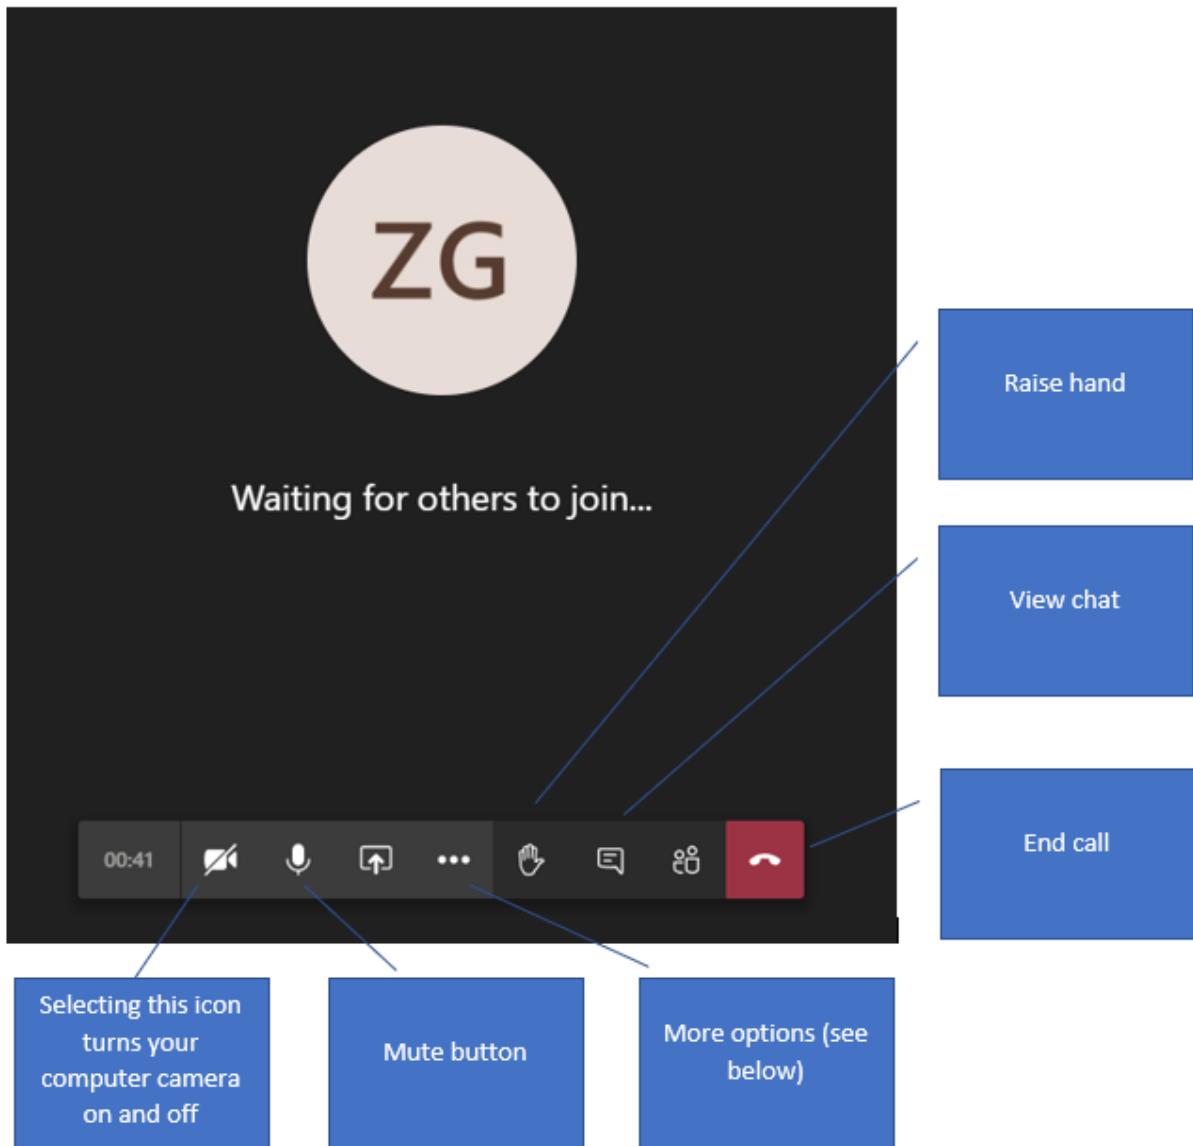 ZG
Waiting for others to join...
Raise hand
View chat
End call
00:41
Selecting this icon
turns your
computer camera
on and off
Mute button
More options (see
below)